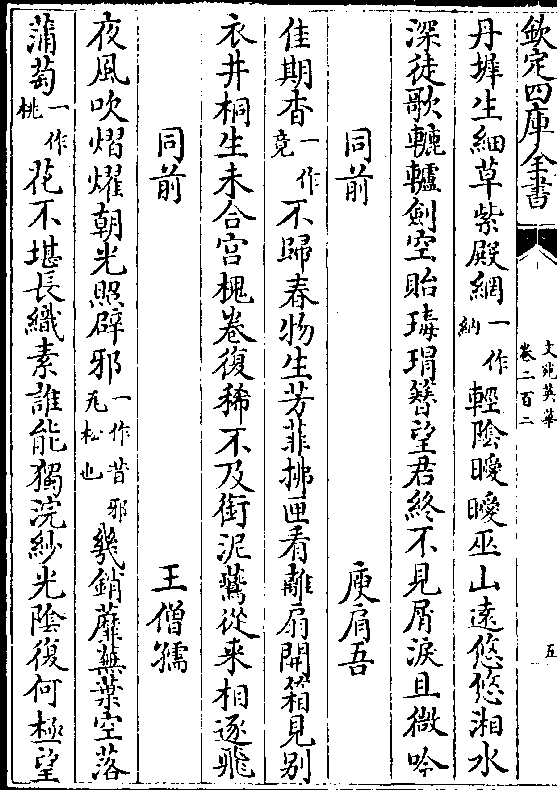 欽定四庫全書
文苑英華
卷二百二
五
丹墀生細草紫殿網一作納輕陰曖曖巫山遠悠悠湘水
深徒歌轆轤劍空貽瑇瑁簪望君終不見屑淚且微吟
同前 庾肩吾
佳期杳一作竟不歸春物生芳菲拂匣看離扇開箱見别
衣井桐生未合宫槐卷復稀不及銜泥鷰從来相逐飛
同前 王僧孺
夜風吹熠燿朝光照辟邪一作昔邪瓦松也幾銷蘼蕪葉空落
蒲萄一作桃花不堪長織素誰能獨浣紗光陰復何極望